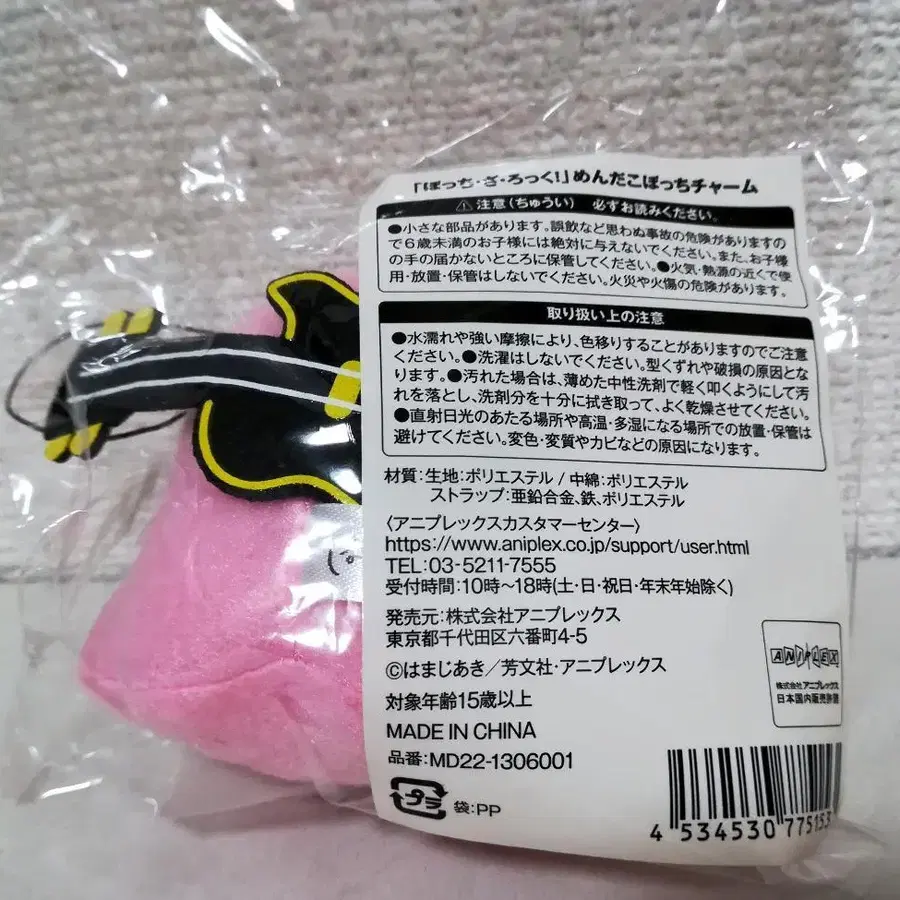 「ぼっち・ざ・ろっく!」めんだこぼっちチャーム
⚠注意(ちゅうい) 必ずお読みください。
●小さな部品があります。誤飲など思わぬ事故の危険がありますの
で6歳未満のお子様には絶対に与えないでください。また、お子様
の手の届かないところに保管してください。●火気・熱源の近くで使
用・放置・保管はしないでください。火災や火傷の危険があります。
取り扱い上の注意
●水濡れや強い摩擦により、色移りすることがありますのでご注意
ください。●洗濯はしないでください。型くずれや破損の原因とな
ります。●汚れた場合は、薄めた中性洗剤で軽く叩くようにして汚
れを落とし、洗剤分を十分に拭き取って、よく乾燥させてください。
●直射日光のあたる場所や高温・多湿になる場所での放置・保管は
避けてください。変色・変質やカビなどの原因になります。
材質:生地:ポリエステル / 中綿:ポリエステル
ストラップ:亜鉛合金、鉄、ポリエステル
〈アニプレックスカスタマーセンター〉
https://www.aniplex.co.jp/support/user.html
TEL:03-5211-7555
受付時間:10時〜18時(土・日・祝日・年末年始除く)
発売元:株式会社アニプレックス
東京都千代田区六番町4-5
©はまじあき/芳文社・アニプレックス
対象年齢15歳以上
MADE IN CHINA
品番:MD22-1306001
プラ 袋:PP
ANIPLEX
株式会社アニプレックス
日本国内販売許諾
4 534530 775153